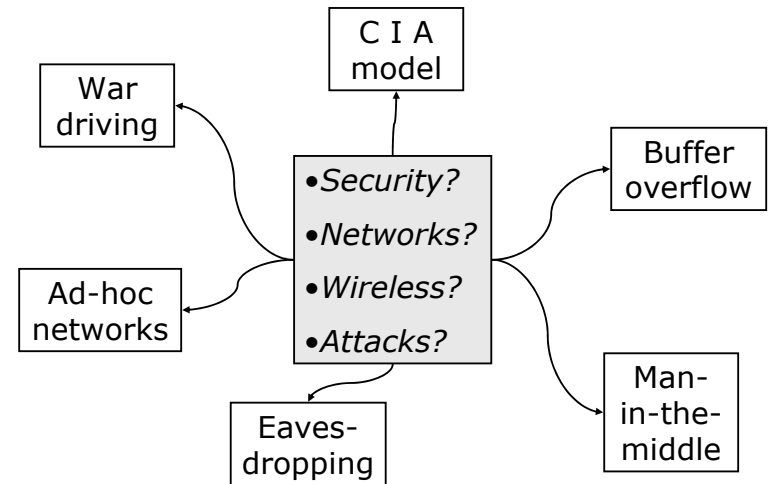 C I A
model
War
driving
Buffer
overflow
•Security?
•Networks?
•Wireless?
•Attacks?
Ad-hoc
networks
Man-
in-the-
middle
Eaves-
dropping